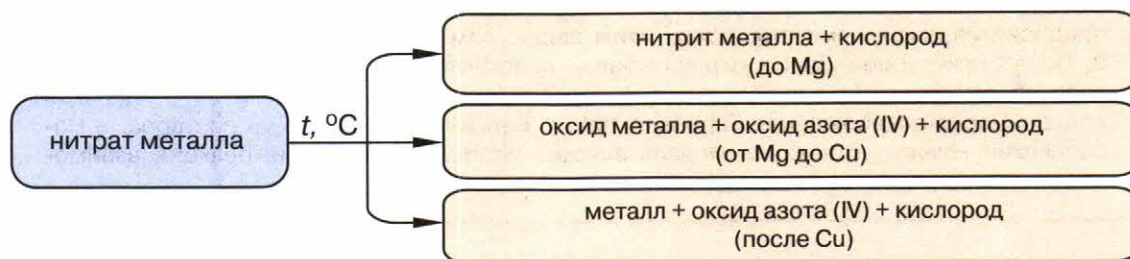 нитрат металла
t, °C
нитрит металла + кислород
(до Mg)
оксид металла + оксид азота (IV) + кислород
(от Mg до Cu)
металл + оксид азота (IV) + кислород
(после Cu)